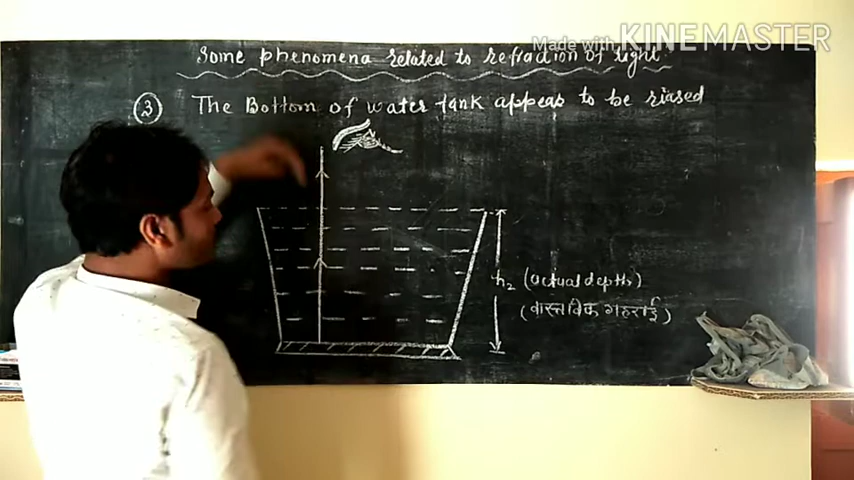 Made with KINEMASTER
Some phenomena related to refraction of light
③ The Bottom of water tank appeas to be riased
h₂ (actual depth)
(वास्तविक गहराई)